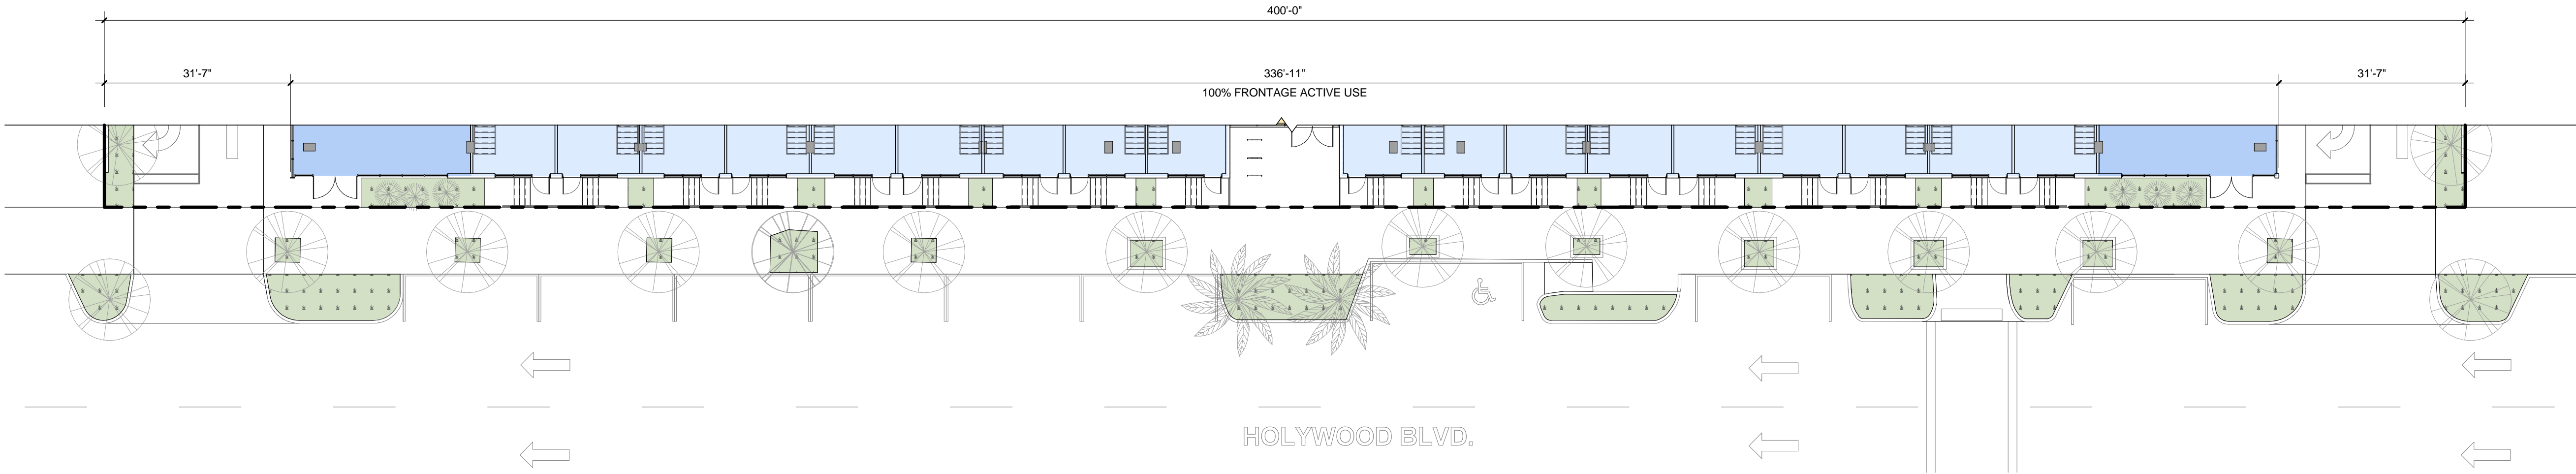 400'-0"
31'-7"
336'-11"
31'-7"
100% FRONTAGE ACTIVE USE
HOLYWOOD BLVD.